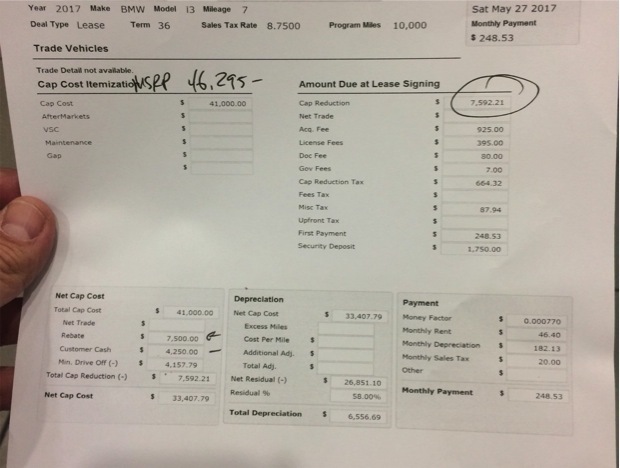 Year 2017 Make BMW Model I3 Mileage 7
Sat May 27 2017
Deal Type Lease Term 36 Sales Tax Rate 8.7500 Program Miles 10,000
Monthly Payment
$ 248.53
Trade Vehicles
Trade Detail not available.
Cap Cost Itemization MSRP 46,295-
Cap Cost $ 41,000.00
AfterMarkets $
VSC $
Maintenance $
Gap $
$
Amount Due at Lease Signing
Cap Reduction $ 7,592.21
Net Trade $
Acq. Fee $ 925.00
License Fees $ 395.00
Doc Fee $ 80.00
Gov Fees $ 7.00
Cap Reduction Tax $ 664.32
Fees Tax $
Misc Tax $ 87.94
Upfront Tax $
First Payment $ 248.53
Security Deposit $ 1,750.00
Net Cap Cost
Total Cap Cost $ 41,000.00
Net Trade $
Rebate $ 7,500.00
Customer Cash $ 4,250.00 -
Min. Drive Off (-) $ 4,157.79
Total Cap Reduction (-) $ 7,592.21
Net Cap Cost $ 33,407.79
Depreciation
Net Cap Cost $ 33,407.79
Excess Miles
Cost Per Mile $
Additional Adj. $
Total Adj. $
Net Residual (-) $ 26,851.10
Residual % 58.00%
Total Depreciation $ 6,556.69
Payment
Money Factor $ 0.000770
Monthly Rent $ 46.40
Monthly Depreciation $ 182.13
Monthly Sales Tax $ 20.00
Other $
Monthly Payment $ 248.53